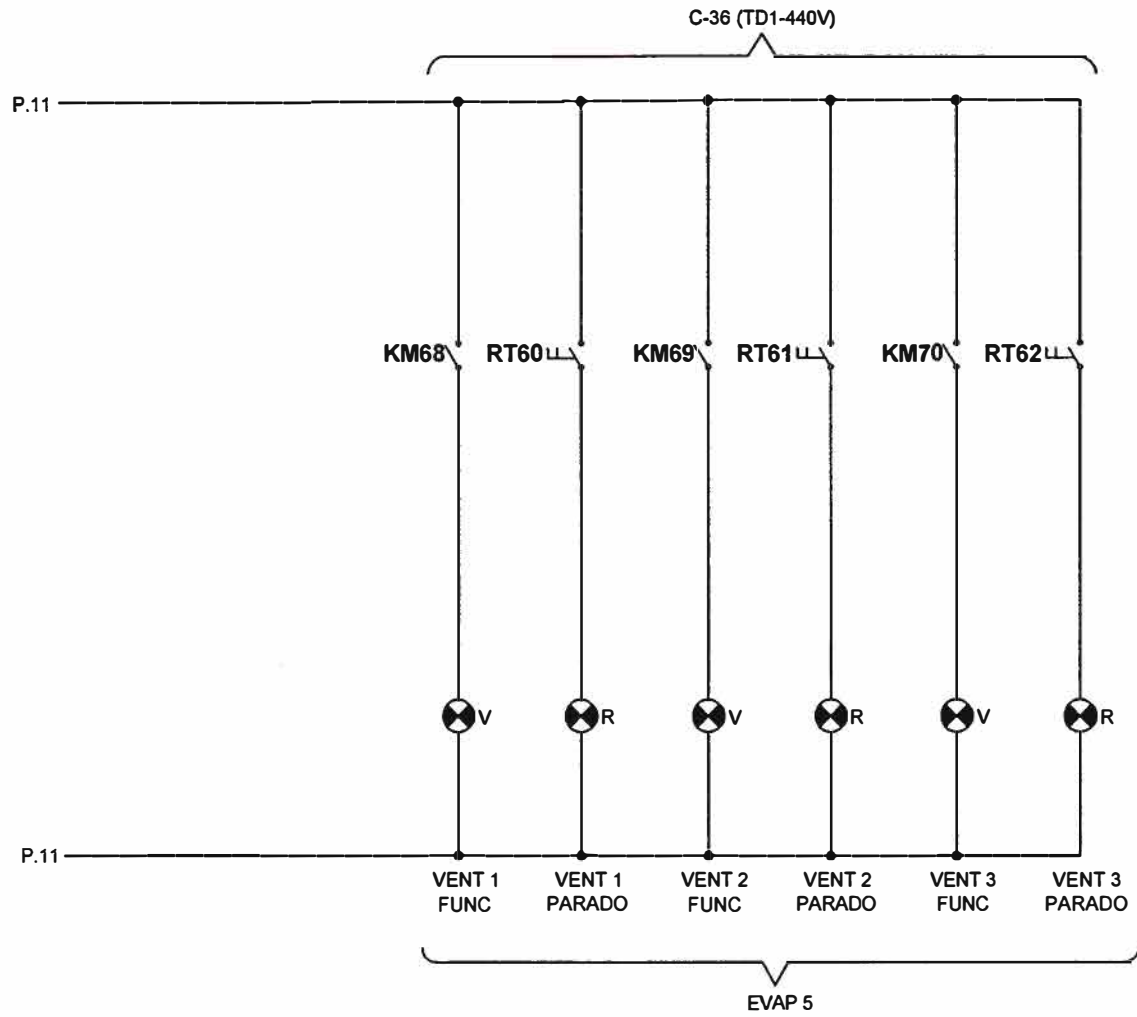 C-36 (TD1-440V)
P.11
KM68
RT60
KM69
RT61
KM70
RT62
V
R
V
R
V
R
P.11
VENT 1
FUNC
VENT 1
PARADO
VENT 2
FUNC
VENT 2
PARADO
VENT 3
FUNC
VENT 3
PARADO
EVAP 5